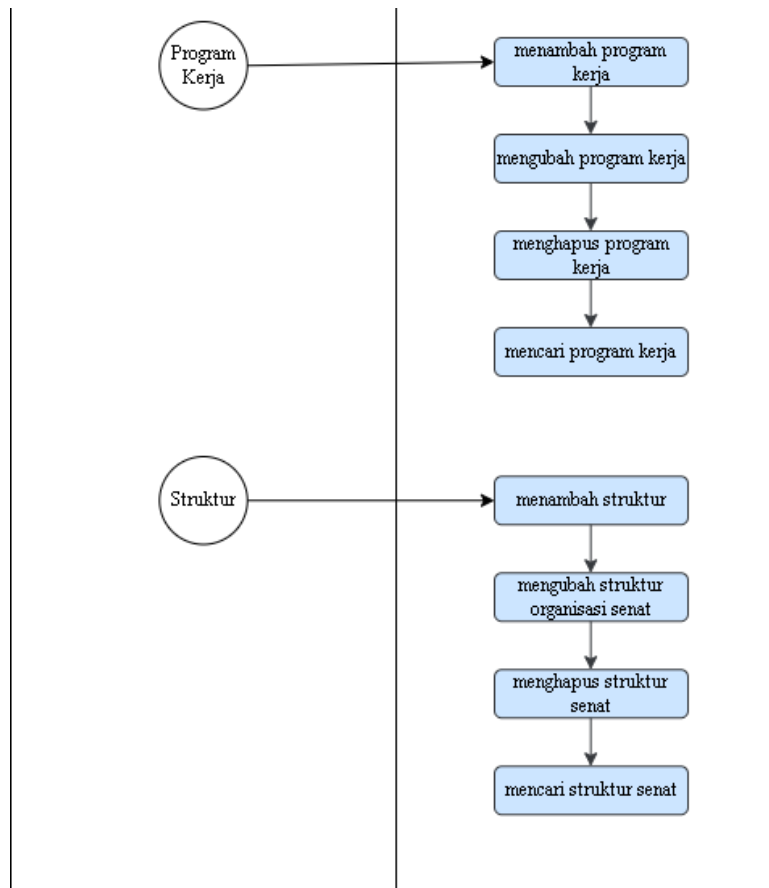 Program
Kerja
menambah program
kerja
mengubah program kerja
menghapus program
kerja
mencari program kerja
Struktur
menambah struktur
mengubah struktur
organisasi senat
menghapus struktur
senat
mencari struktur senat